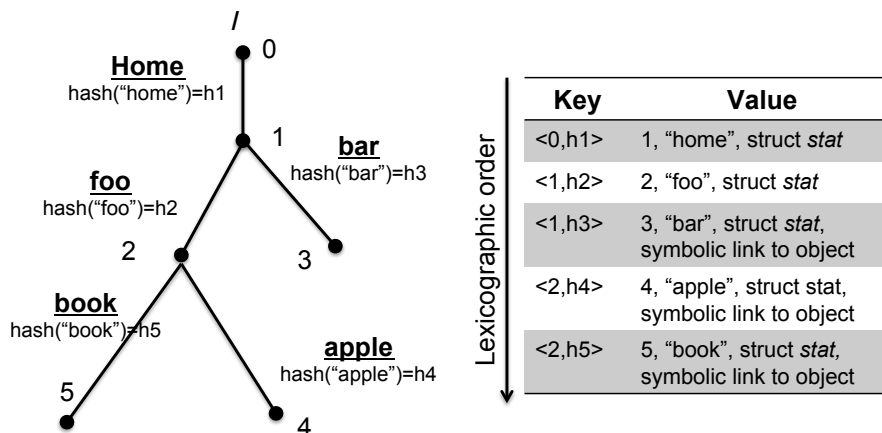 /
0
Home
hash("home")=h1
1
bar
hash("bar")=h3
foo
hash("foo")=h2
2
3
book
hash("book")=h5
apple
hash("apple")=h4
5
4
Lexicographic order
Key Value
<0,h1> 1, “home”, struct stat
<1,h2> 2, “foo”, struct stat
<1,h3> 3, “bar”, struct stat,
symbolic link to object
<2,h4> 4, “apple”, struct stat,
symbolic link to object
<2,h5> 5, “book”, struct stat,
symbolic link to object